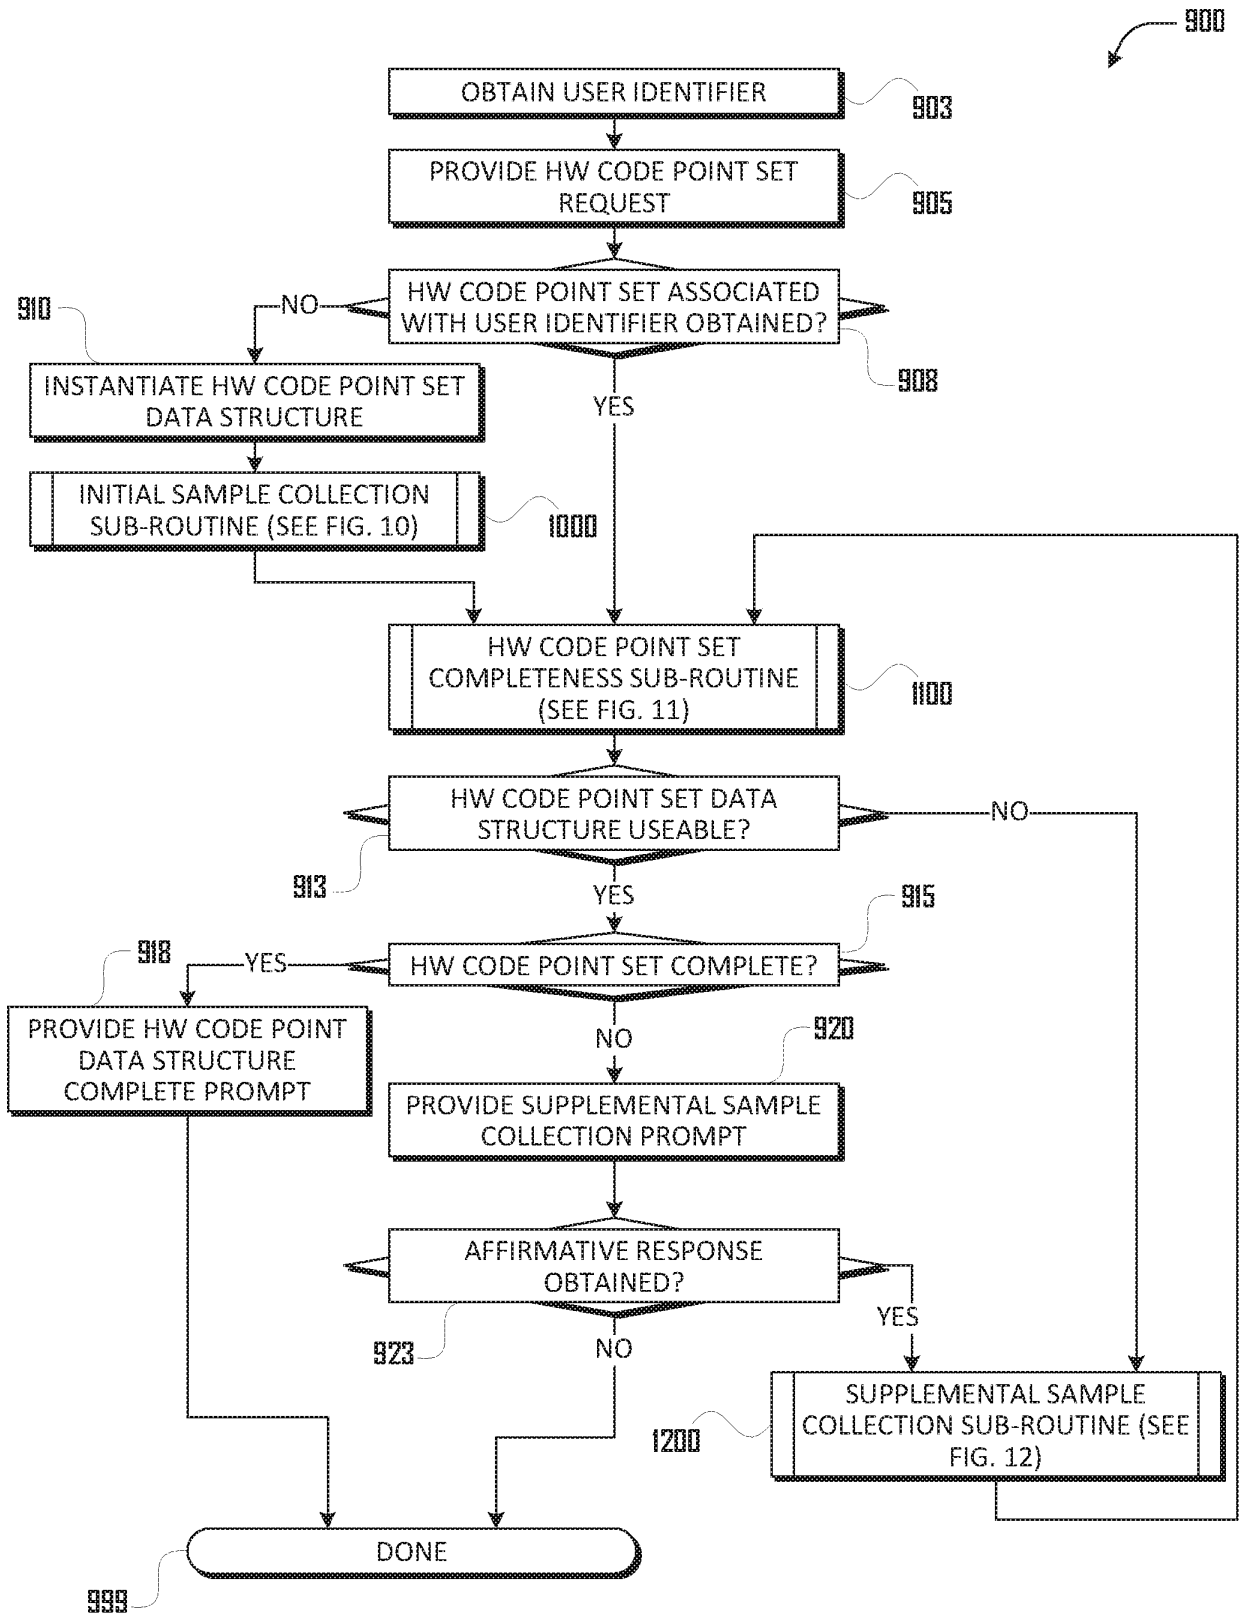 900
OBTAIN USER IDENTIFIER
903
PROVIDE HW CODE POINT SET
REQUEST
905
HW CODE POINT SET ASSOCIATED
WITH USER IDENTIFIER OBTAINED?
908
NO
910
YES
INSTANTIATE HW CODE POINT SET
DATA STRUCTURE
INITIAL SAMPLE COLLECTION
SUB-ROUTINE (SEE FIG. 10)
1000
HW CODE POINT SET
COMPLETENESS SUB-ROUTINE
(SEE FIG. 11)
1100
HW CODE POINT SET DATA
STRUCTURE USEABLE?
NO
913
YES
915
HW CODE POINT SET COMPLETE?
YES
918
PROVIDE HW CODE POINT
DATA STRUCTURE
COMPLETE PROMPT
NO
920
PROVIDE SUPPLEMENTAL SAMPLE
COLLECTION PROMPT
AFFIRMATIVE RESPONSE
OBTAINED?
923
NO
YES
SUPPLEMENTAL SAMPLE
COLLECTION SUB-ROUTINE (SEE
FIG. 12)
1200
DONE
999